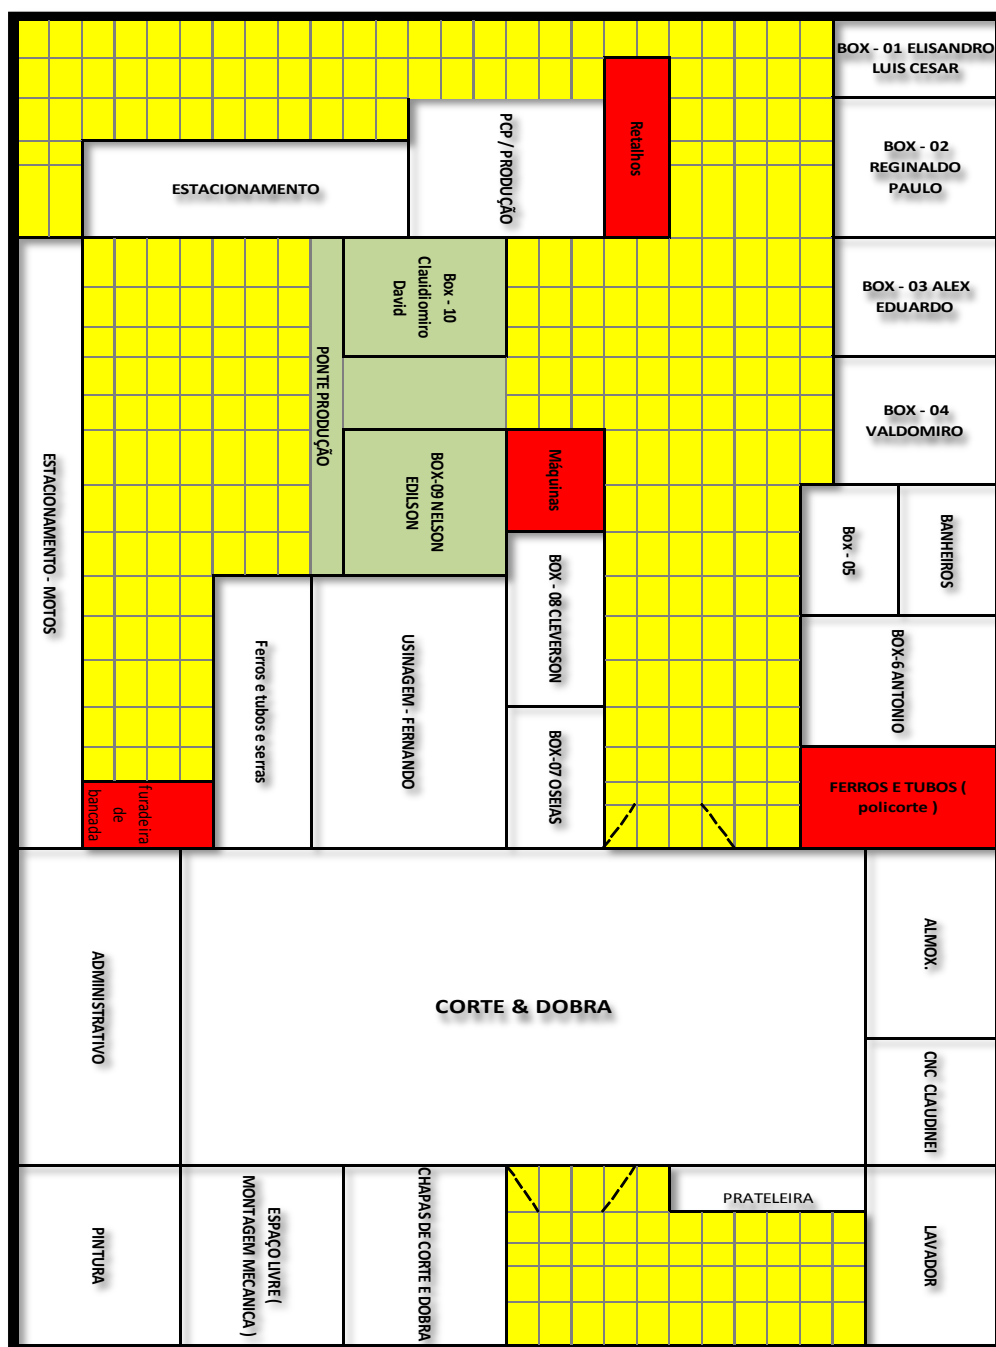 BOX - 01 ELISANDRO
LUIS CESAR
PCP / PRODUÇÃO
Retalhos
BOX - 02
REGINALDO
PAULO
ESTACIONAMENTO
Box - 10
Clauidiomiro
David
BOX - 03 ALEX
EDUARDO
PONTE PRODUÇÃO
BOX - 04
VALDOMIRO
ESTACIONAMENTO - MOTOS
BOX-09 NELSON
EDILSON
Máquinas
Box - 05
BANHEIROS
BOX - 08 CLEVERSON
Ferros e tubos e serras
USINAGEM - FERNANDO
BOX-6 ANTONIO
BOX-07 OSEIAS
furadeira
de
bancada
FERROS E TUBOS (
policorte )
ADMINISTRATIVO
CORTE & DOBRA
ALMOX.
CNC CLAUDINEI
PINTURA
ESPAÇO LIVRE (
MONTAGEM MECANICA )
CHAPAS DE CORTE E DOBRA
PRATELEIRA
LAVADOR